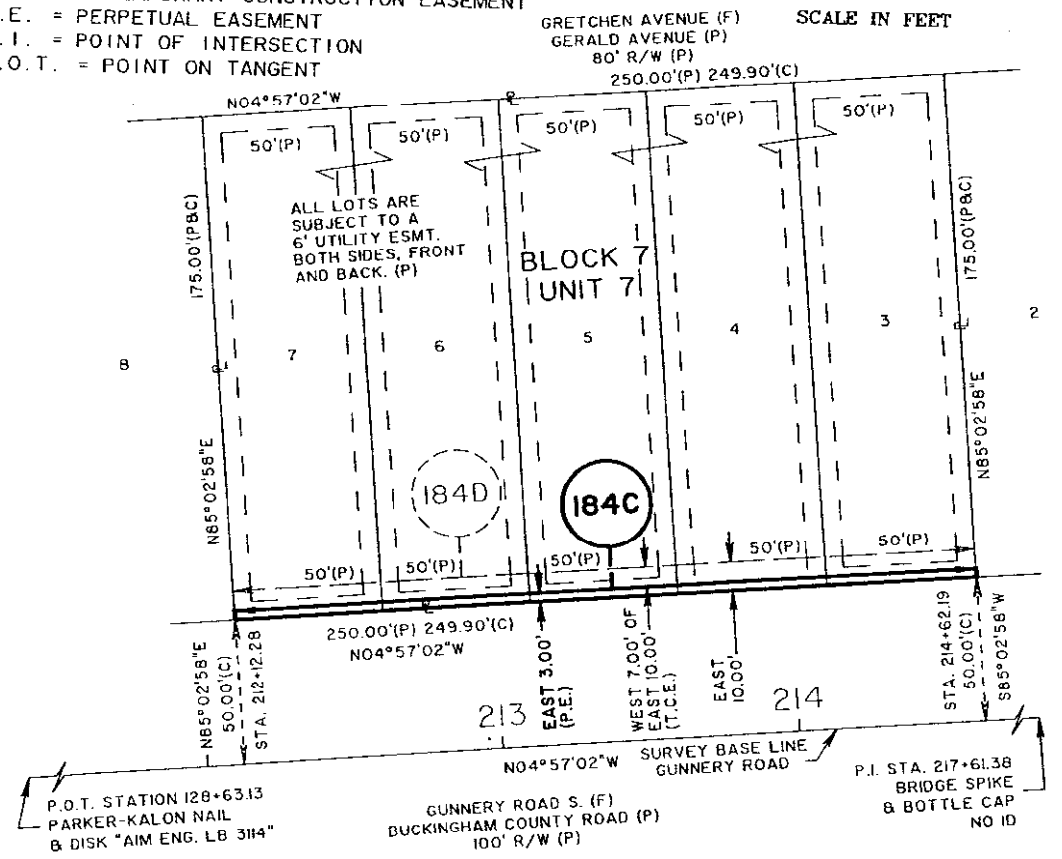 CONSTRUCTION EASEMENT
.E. = PERPETUAL EASEMENT
.I. = POINT OF INTERSECTION
.O.T. = POINT ON TANGENT
GRETCHEN AVENUE (F)
GERALD AVENUE (P)
80' R/W (P)
SCALE IN FEET
250.00'(P) 249.90'(C)
N04°57'02"W
50'(P)
50'(P)
50'(P)
50'(P)
50'(P)
175.00'(P&C)
ALL LOTS ARE
SUBJECT TO A
6' UTILITY ESMT.
BOTH SIDES, FRONT
AND BACK. (P)
BLOCK 7
UNIT 7
175.00'(P&C)
8
7
6
5
4
3
2
N85°02'58"E
N85°02'58"E
184D
184C
50'(P)
50'(P)
50'(P)
50'(P)
50'(P)
250.00'(P) 249.90'(C)
N04°57'02"W
N85°02'58"E
50.00'(C)
STA. 212+12.28
213
EAST 3.00'
(P.E.)
WEST 7.00' OF
EAST 10.00'
(T.C.E.)
EAST
10.00'
214
STA. 214+62.19
50.00'(C)
S85°02'58"W
N04°57'02"W
SURVEY BASE LINE
GUNNERY ROAD
P.O.T. STATION 128+63.13
PARKER-KALON NAIL
& DISK "AIM ENG. LB 3114"
GUNNERY ROAD S. (F)
BUCKINGHAM COUNTY ROAD (P)
100' R/W (P)
P.I. STA. 217+61.38
BRIDGE SPIKE
& BOTTLE CAP
NO ID